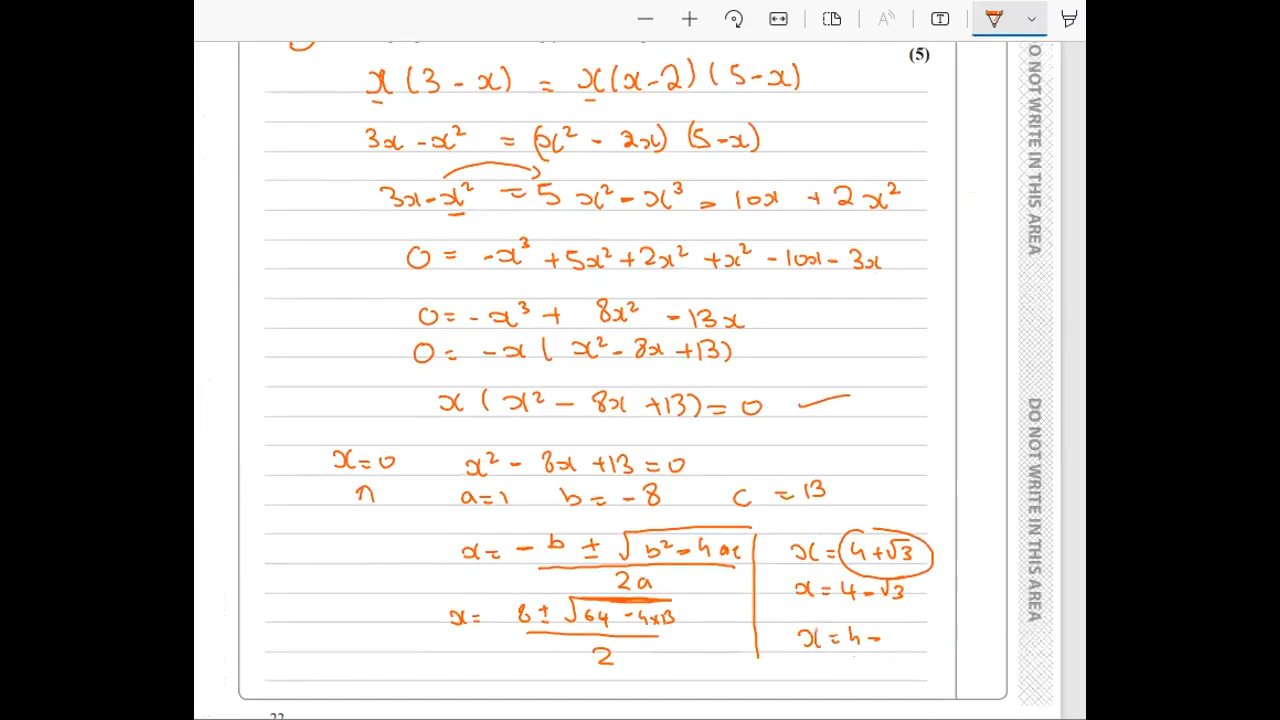 (5)
x (3 - x) = x(x-2)(5-x)
3x - x² = (x² - 2x) (5-x)
3x - x² = 5x² - x³ - 10x + 2x²
0 = -x³ + 5x² + 2x² + x² - 10x - 3x
0 = -x³ + 8x² - 13x
0 = -x ( x² - 8x + 13)
x ( x² - 8x + 13) = 0
x = 0 x² - 8x + 13 = 0
a = 1 b = -8 c = 13
x = -b ± √b² - 4ac / 2a
x = 8 ± √64 - 4x13 / 2
x = 4 + √3
x = 4 - √3
x = 4 -
DO NOT WRITE IN THIS AREA
DO NOT WRITE IN THIS AREA
22